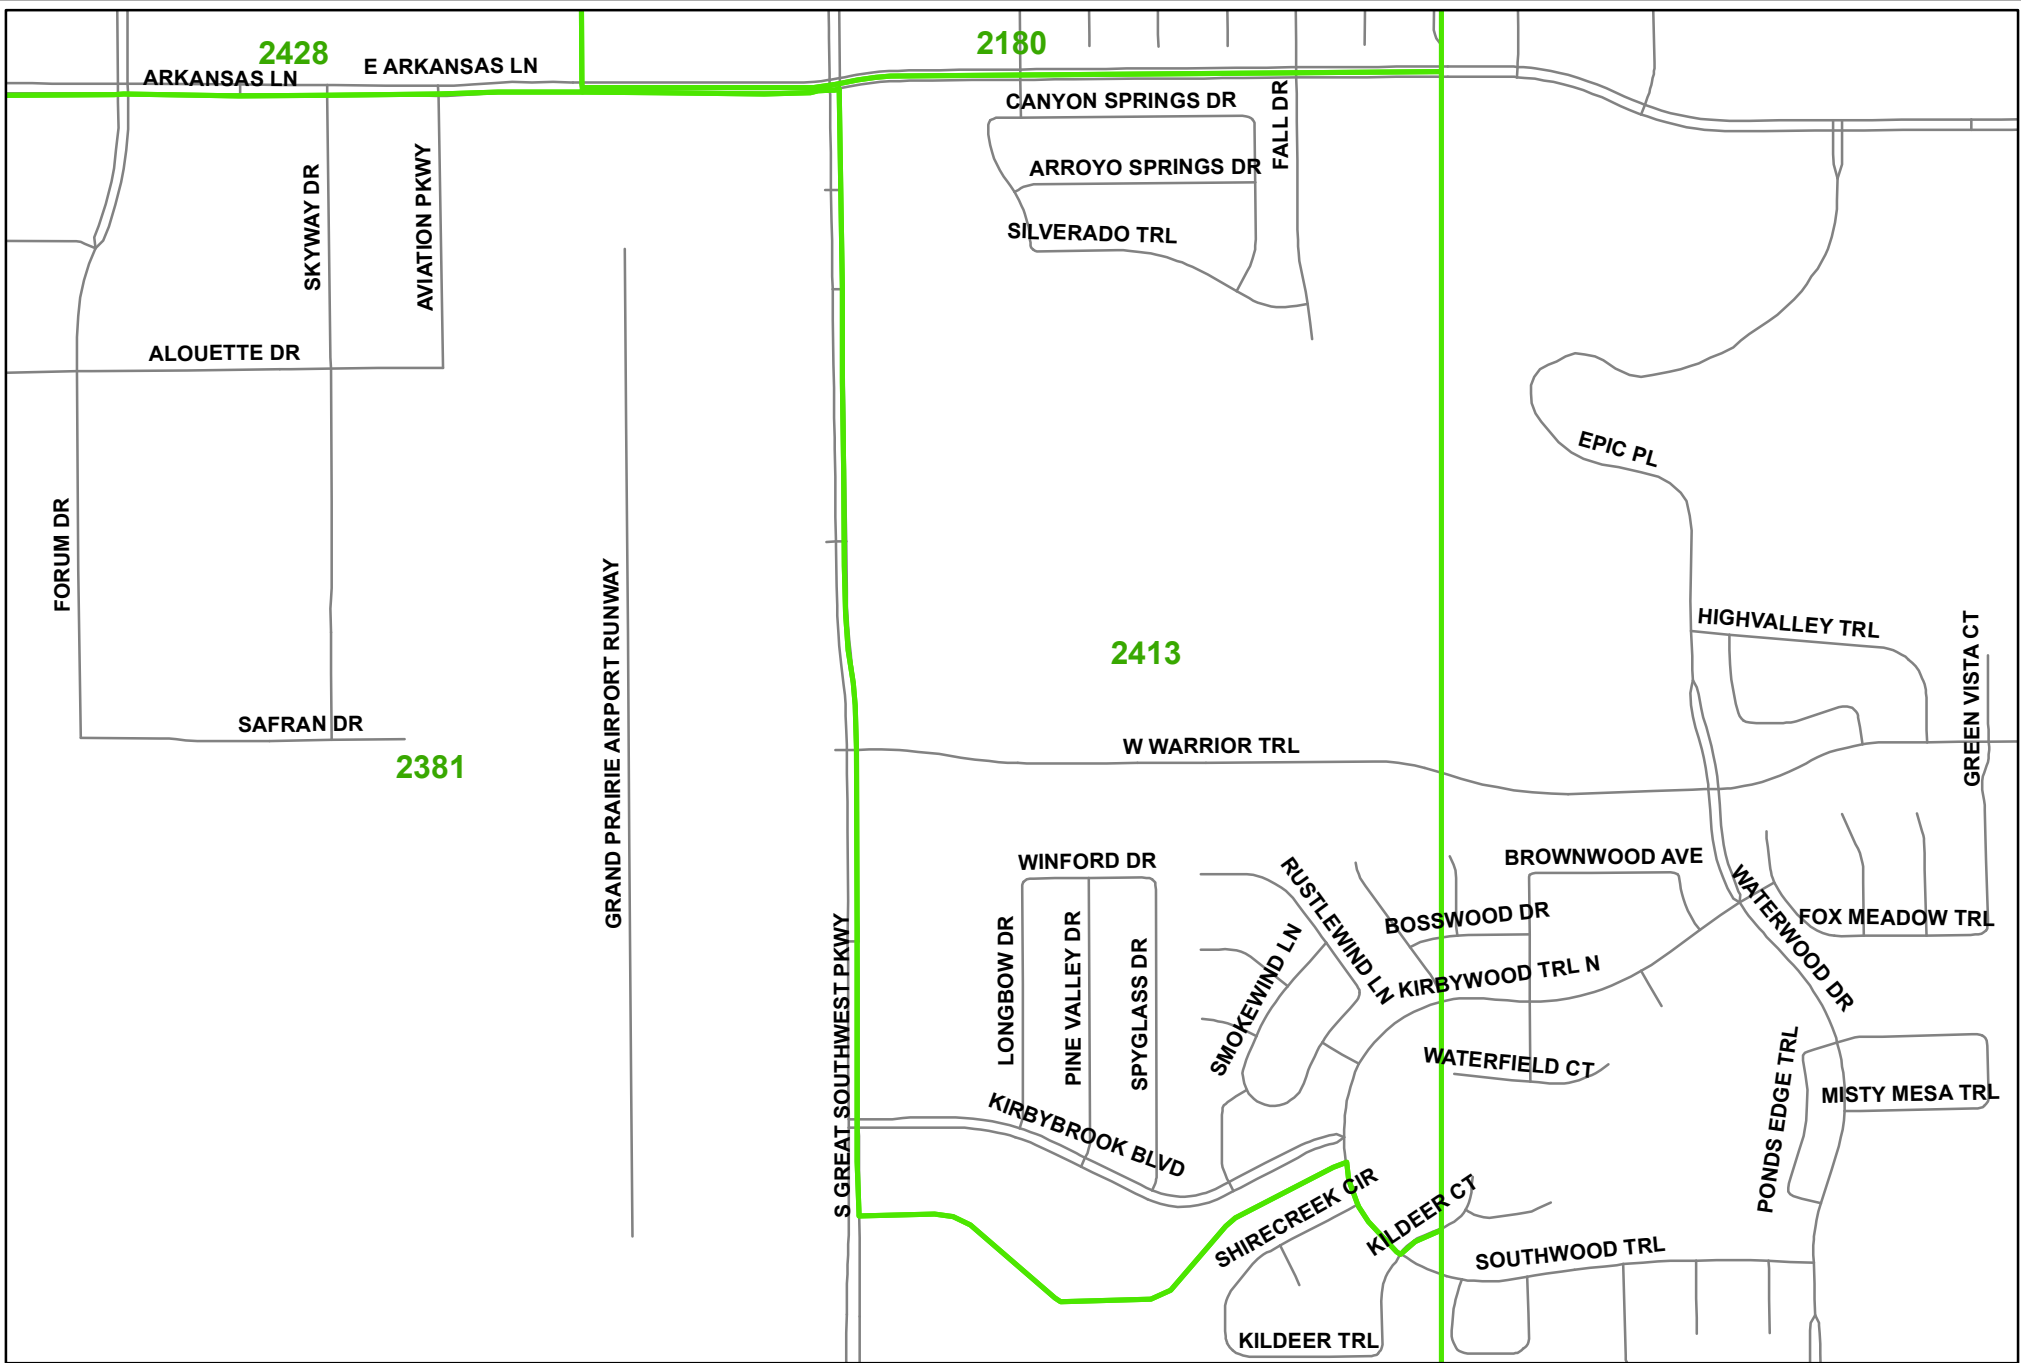 2428
2180
E ARKANSAS LN
ARKANSAS LN
CANYON SPRINGS DR
FALL DR
ARROYO SPRINGS DR
SKYWAY DR
AVIATION PKWY
SILVERADO TRL
ALOUETTE DR
EPIC PL
FORUM DR
GRAND PRAIRIE AIRPORT RUNWAY
HIGHVALLEY TRL
GREEN VISTA CT
2413
SAFRAN DR
W WARRIOR TRL
2381
WINFORD DR
RUSTLEWIND LN
BROWNWOOD AVE
WATERWOOD DR
BOSSWOOD DR
FOX MEADOW TRL
S GREAT SOUTHWEST PKWY
LONGBOW DR
PINE VALLEY DR
SPYGLASS DR
SMOKEWIND LN
KIRBYWOOD TRL N
WATERFIELD CT
PONDS EDGE TRL
MISTY MESA TRL
KIRBYBROOK BLVD
SHIRECREEK CIR
KILDEER CT
SOUTHWOOD TRL
KILDEER TRL